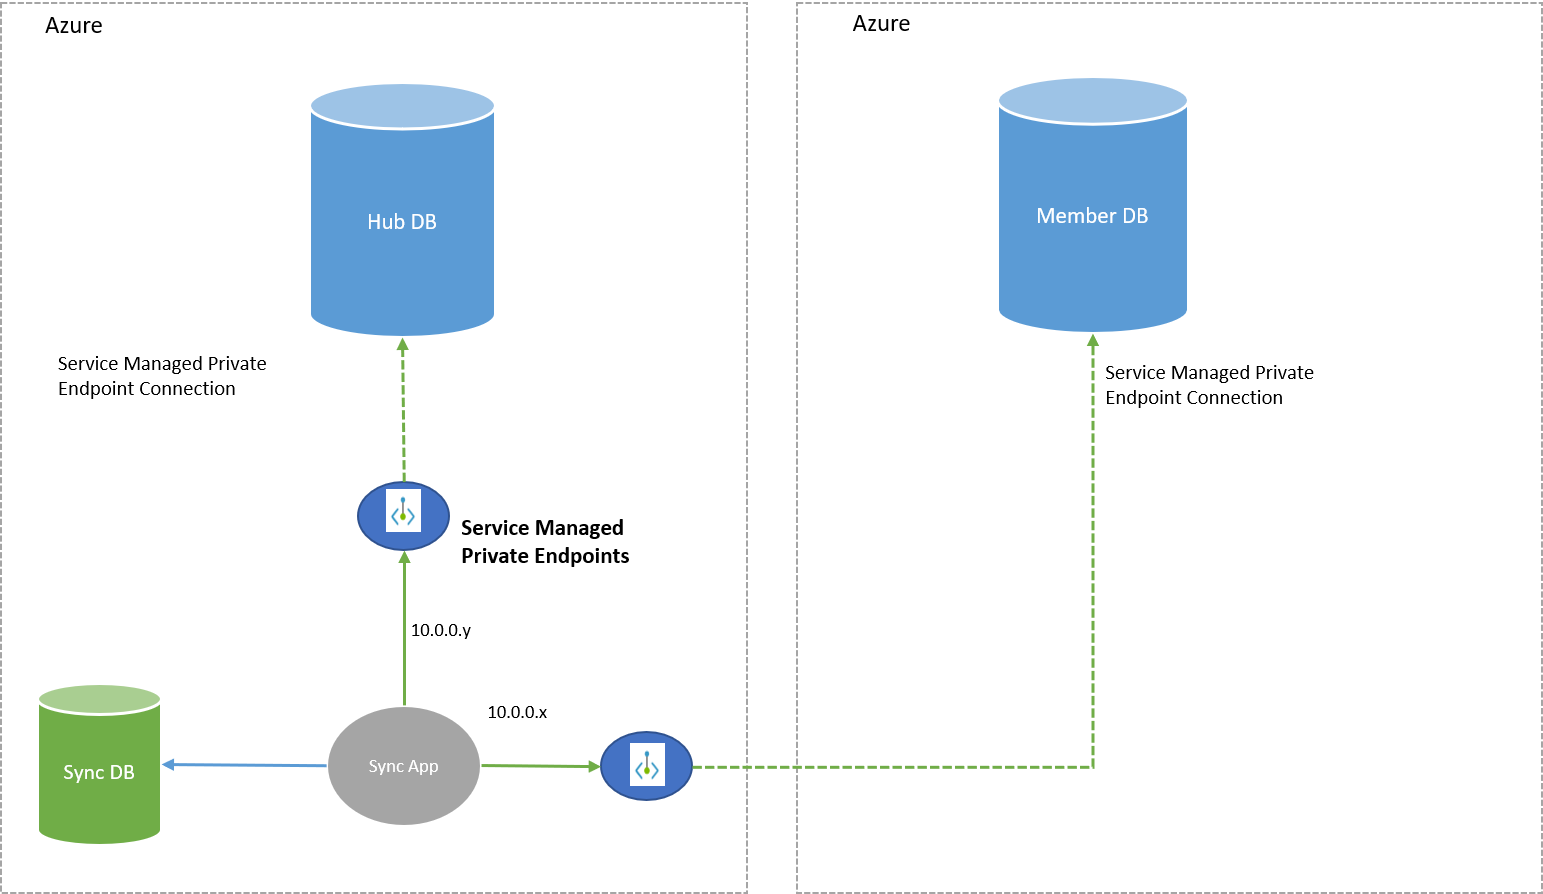 Azure
Azure
Hub DB
Member DB
Service Managed Private
Endpoint Connection
Service Managed Private
Endpoint Connection
Service Managed
Private Endpoints
10.0.0.y
10.0.0.x
Sync DB
Sync App